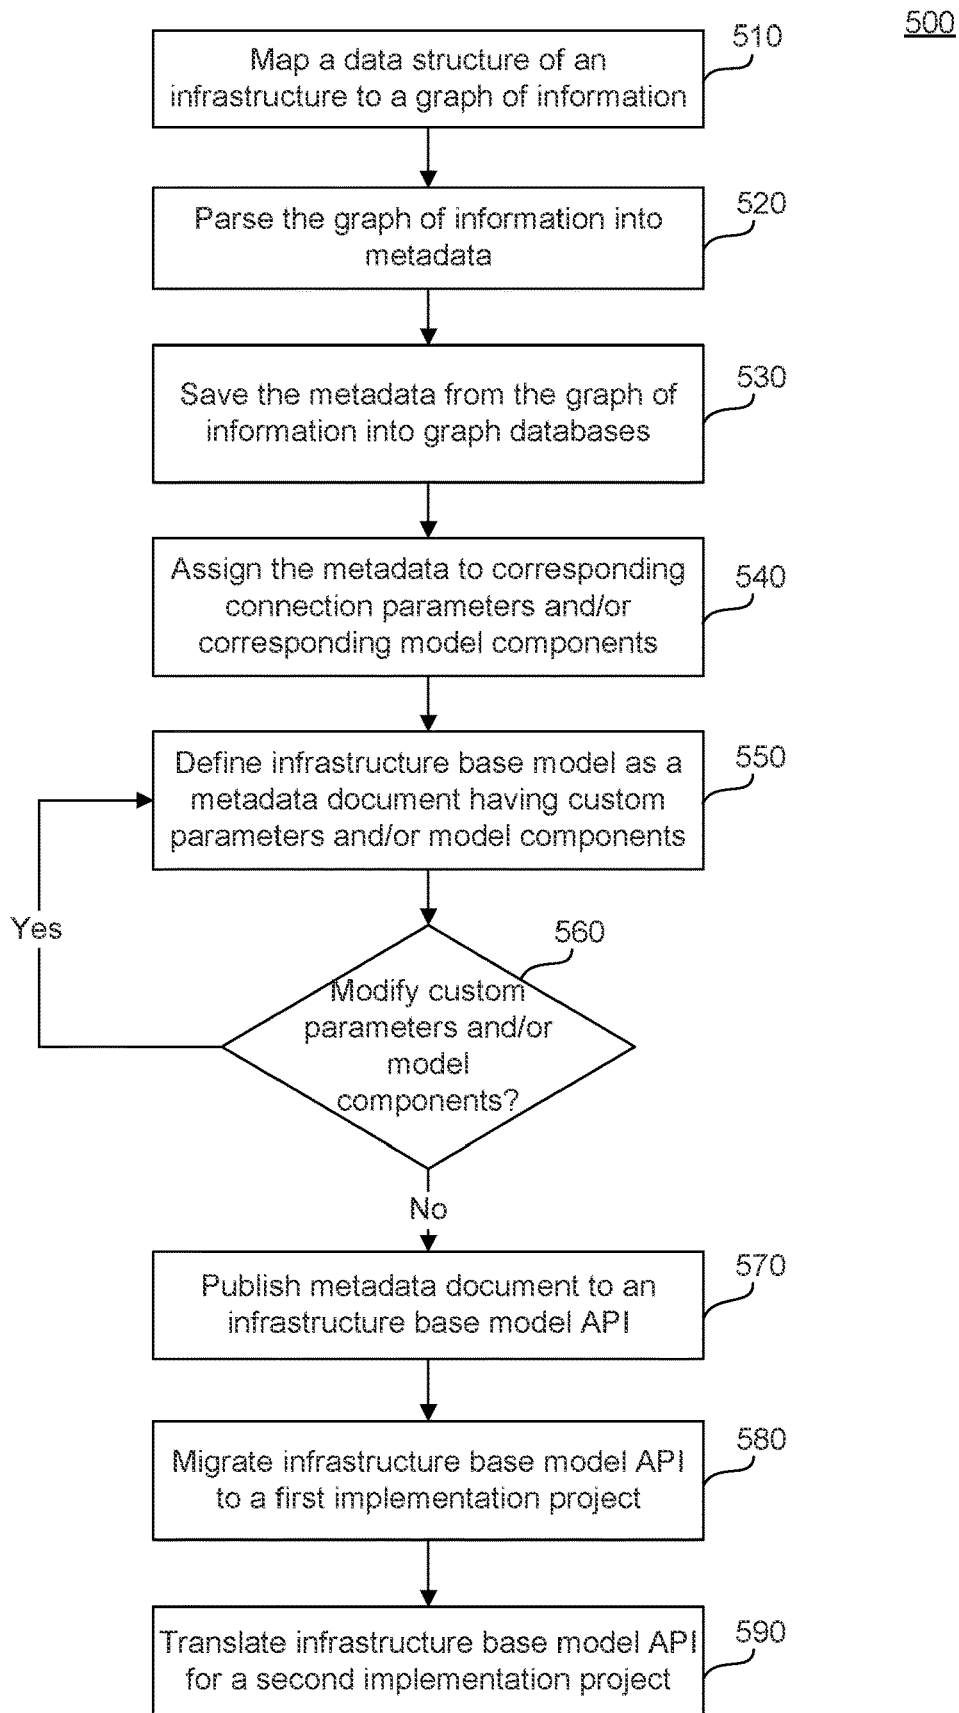 500
510
Map a data structure of an
infrastructure to a graph of information
520
Parse the graph of information into
metadata
530
Save the metadata from the graph of
information into graph databases
540
Assign the metadata to corresponding
connection parameters and/or
corresponding model components
550
Define infrastructure base model as a
metadata document having custom
parameters and/or model components
Yes
560
Modify custom
parameters and/or
model
components?
No
570
Publish metadata document to an
infrastructure base model API
580
Migrate infrastructure base model API
to a first implementation project
590
Translate infrastructure base model API
for a second implementation project